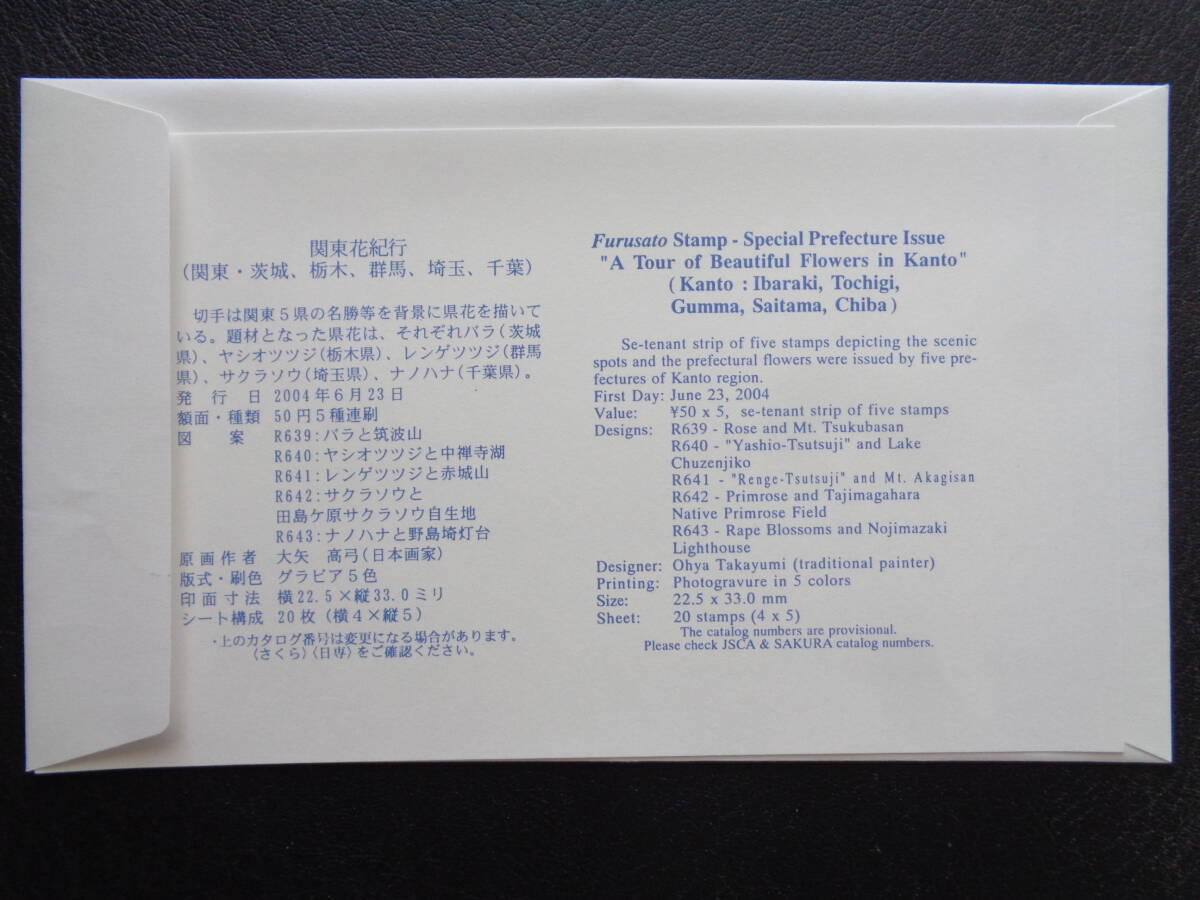 関東花紀行
(関東・茨城、栃木、群馬、埼玉、千葉)
切手は関東５県の名勝等を背景に県花を描いて
いる。題材となった県花は、それぞれバラ(茨城
県)、ヤシオツツジ(栃木県)、レンゲツツジ(群馬
県)、サクラソウ(埼玉県)、ナノハナ(千葉県)。
発行日 2004年６月23日
額面・種類 50円５種連刷
図案 R639:バラと筑波山
R640:ヤシオツツジと中禅寺湖
R641:レンゲツツジと赤城山
R642:サクラソウと
田島ケ原サクラソウ自生地
R643:ナノハナと野島埼灯台
原画作者 大矢 高弓(日本画家)
版式・刷色 グラビア５色
印面寸法 横22.5×縦33.0ミリ
シート構成 20枚(横４×縦５)
・上のカタログ番号は変更になる場合があります。
〈さくら〉〈日専〉をご確認ください。
Furusato Stamp - Special Prefecture Issue
"A Tour of Beautiful Flowers in Kanto"
(Kanto : Ibaraki, Tochigi,
Gumma, Saitama, Chiba)
Se-tenant strip of five stamps depicting the scenic
spots and the prefectural flowers were issued by five pre-
fectures of Kanto region.
First Day: June 23, 2004
Value: ¥50 x 5, se-tenant strip of five stamps
Designs: R639 - Rose and Mt. Tsukubasan
R640 - "Yashio-Tsutsuji" and Lake
Chuzenjiko
R641 - "Renge-Tsutsuji" and Mt. Akagisan
R642 - Primrose and Tajimagahara
Native Primrose Field
R643 - Rape Blossoms and Nojimazaki
Lighthouse
Designer: Ohya Takayumi (traditional painter)
Printing: Photogravure in 5 colors
Size: 22.5 x 33.0 mm
Sheet: 20 stamps (4 x 5)
The catalog numbers are provisional.
Please check JSCA & SAKURA catalog numbers.